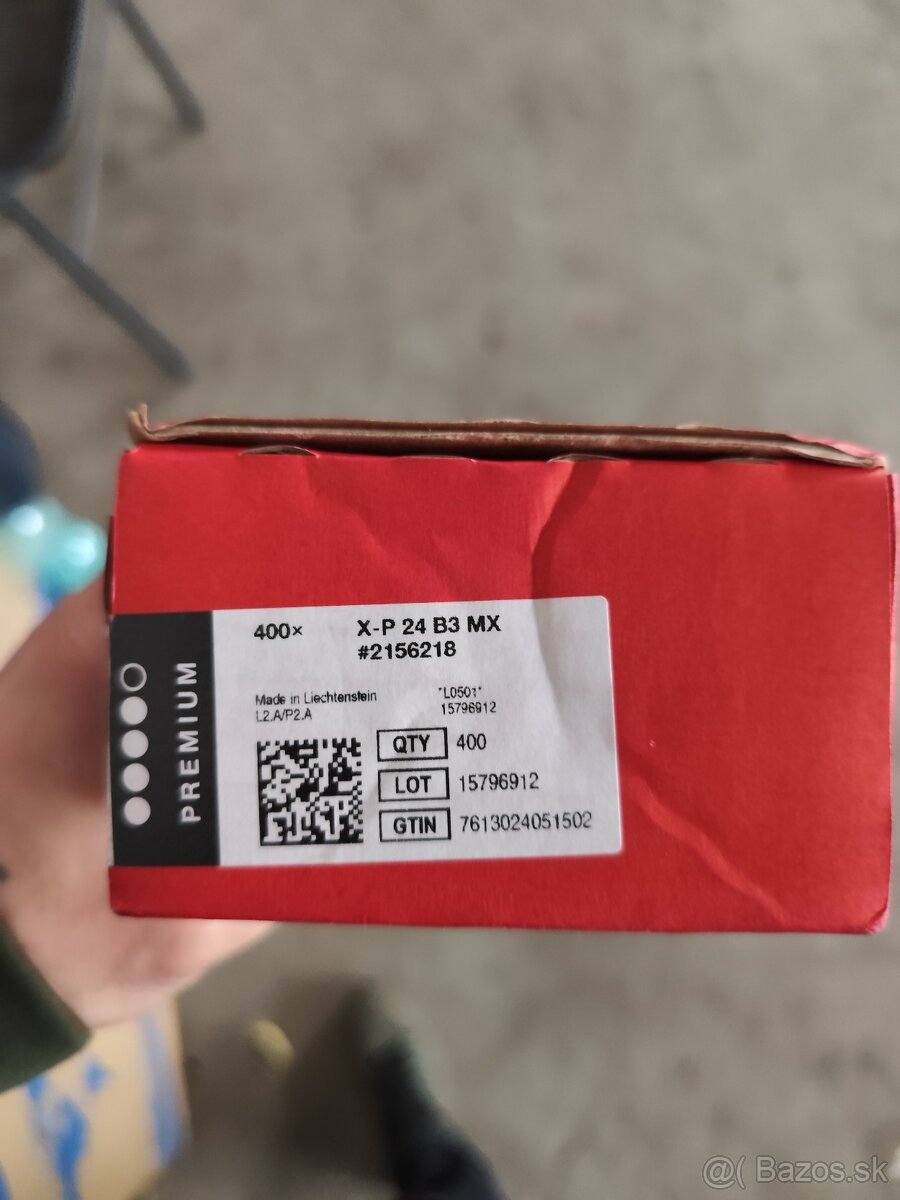 400×
X-P 24 B3 MX
#2156218
Made in Liechtenstein
L2.A/P2.A
*L0501*
15796912
QTY 400
LOT 15796912
GTIN 7613024051502
PREMIUM
@( Bazos.sk